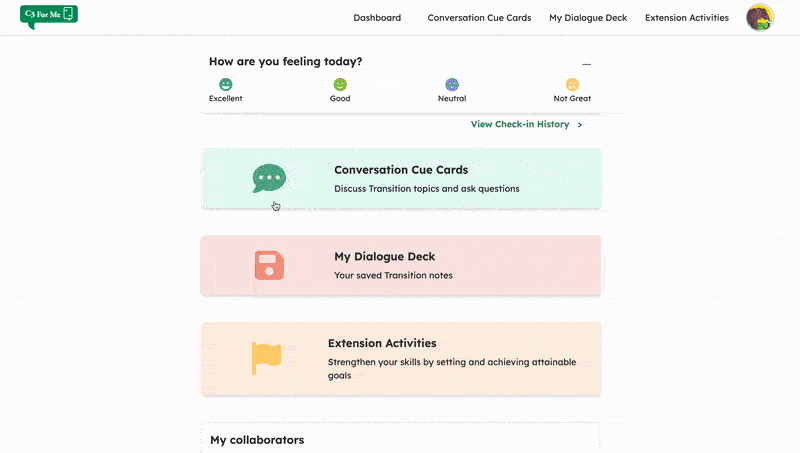 C3 For Me
Dashboard
Conversation Cue Cards
My Dialogue Deck
Extension Activities
How are you feeling today?
Excellent
Good
Neutral
Not Great
View Check-in History >
Conversation Cue Cards
Discuss Transition topics and ask questions
My Dialogue Deck
Your saved Transition notes
Extension Activities
Strengthen your skills by setting and achieving attainable
goals
My collaborators